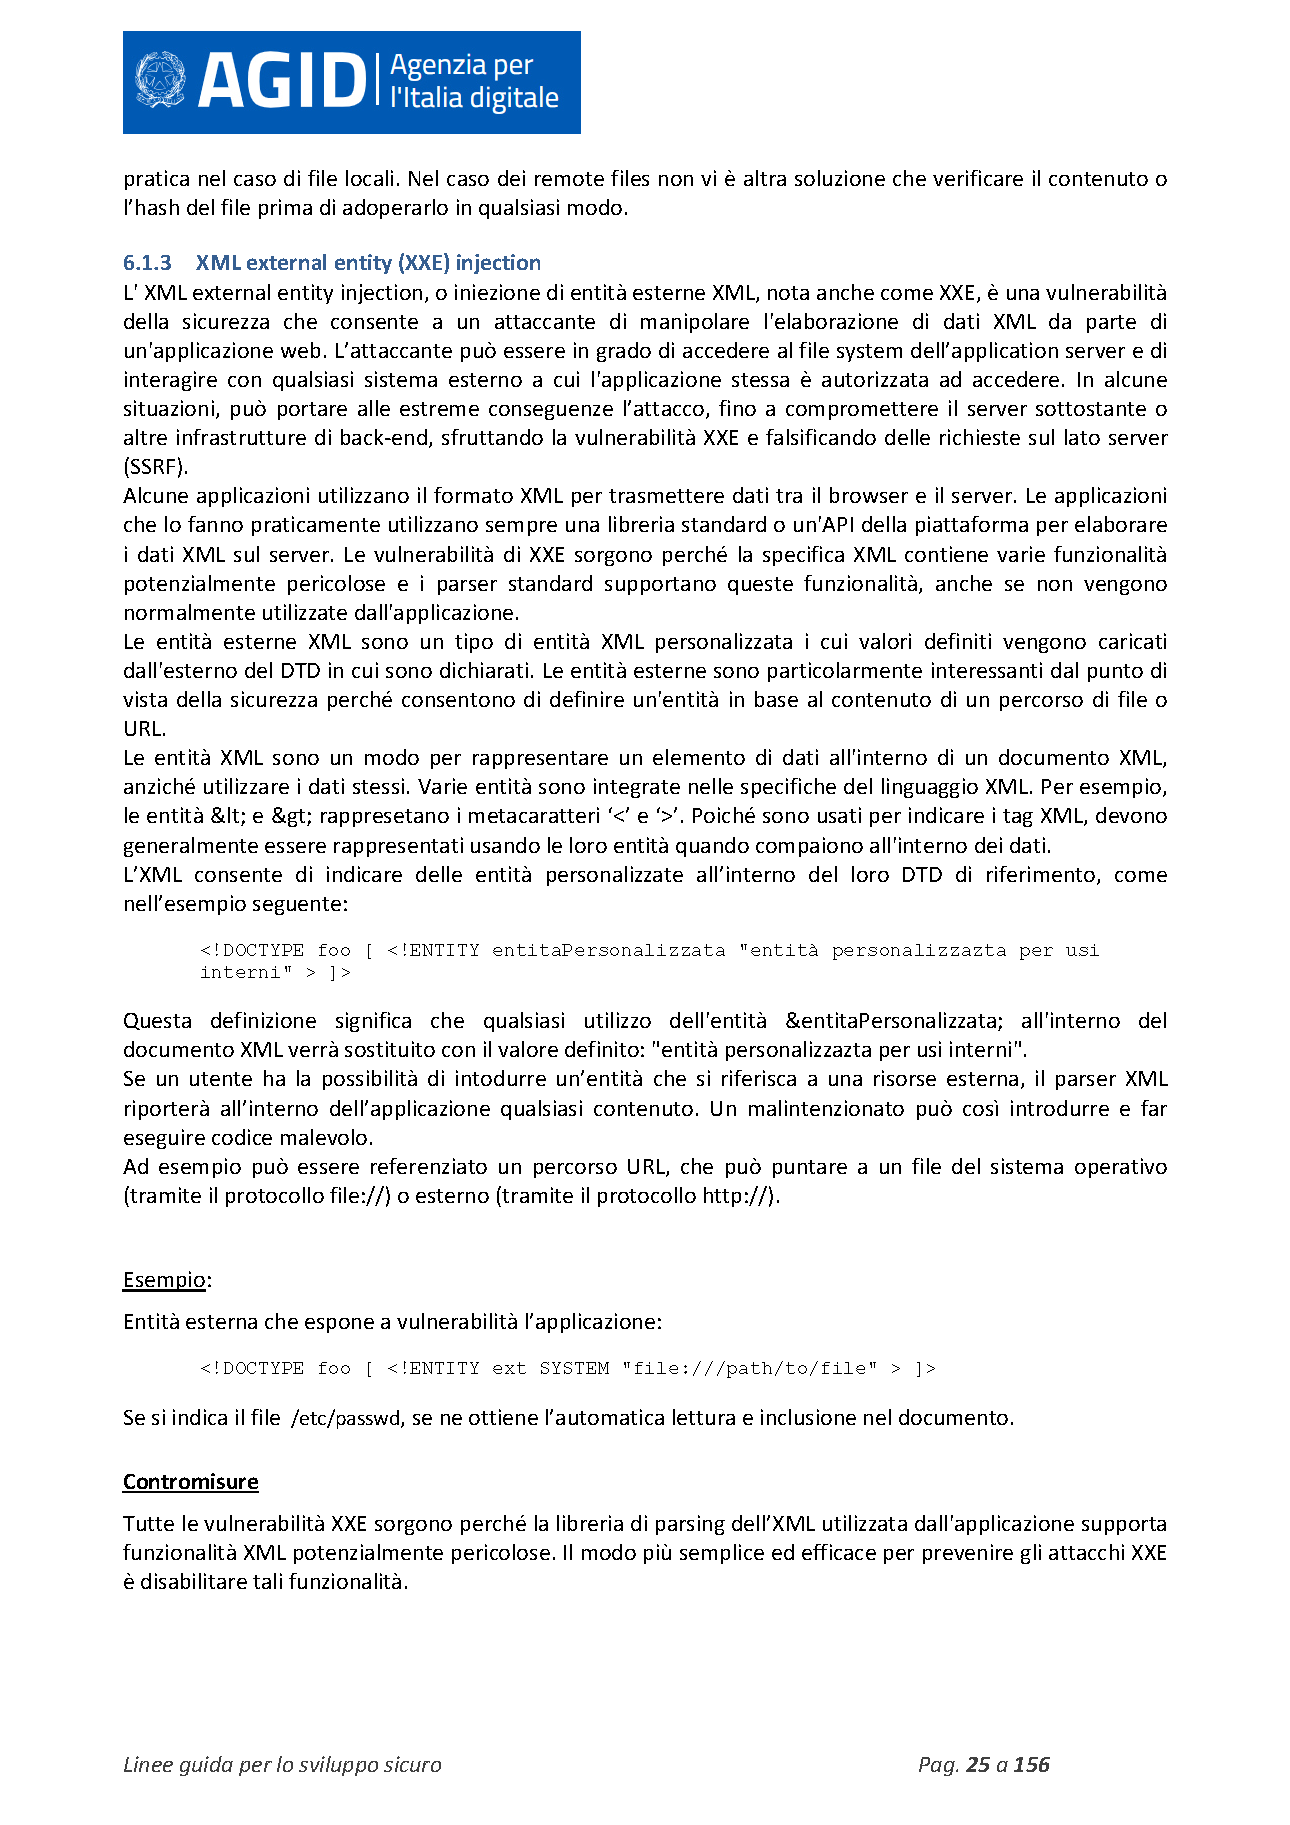 AGID Agenzia per
l'Italia digitale
pratica nel caso di file locali. Nel caso dei remote files non vi è altra soluzione che verificare il contenuto o
l’hash del file prima di adoperarlo in qualsiasi modo.
6.1.3 XML external entity (XXE) injection
L' XML external entity injection, o iniezione di entità esterne XML, nota anche come XXE, è una vulnerabilità
della sicurezza che consente a un attaccante di manipolare l'elaborazione di dati XML da parte di
un'applicazione web. L’attaccante può essere in grado di accedere al file system dell’application server e di
interagire con qualsiasi sistema esterno a cui l'applicazione stessa è autorizzata ad accedere. In alcune
situazioni, può portare alle estreme conseguenze l’attacco, fino a compromettere il server sottostante o
altre infrastrutture di back-end, sfruttando la vulnerabilità XXE e falsificando delle richieste sul lato server
(SSRF).
Alcune applicazioni utilizzano il formato XML per trasmettere dati tra il browser e il server. Le applicazioni
che lo fanno praticamente utilizzano sempre una libreria standard o un'API della piattaforma per elaborare
i dati XML sul server. Le vulnerabilità di XXE sorgono perché la specifica XML contiene varie funzionalità
potenzialmente pericolose e i parser standard supportano queste funzionalità, anche se non vengono
normalmente utilizzate dall'applicazione.
Le entità esterne XML sono un tipo di entità XML personalizzata i cui valori definiti vengono caricati
dall'esterno del DTD in cui sono dichiarati. Le entità esterne sono particolarmente interessanti dal punto di
vista della sicurezza perché consentono di definire un'entità in base al contenuto di un percorso di file o
URL.
Le entità XML sono un modo per rappresentare un elemento di dati all'interno di un documento XML,
anziché utilizzare i dati stessi. Varie entità sono integrate nelle specifiche del linguaggio XML. Per esempio,
le entità &lt; e &gt; rappresetano i metacaratteri ‘<’ e ‘>’. Poiché sono usati per indicare i tag XML, devono
generalmente essere rappresentati usando le loro entità quando compaiono all'interno dei dati.
L’XML consente di indicare delle entità personalizzate all’interno del loro DTD di riferimento, come
nell’esempio seguente:
<!DOCTYPE foo [ <!ENTITY entitaPersonalizzata "entità personalizzazta per usi
interni" > ]>
Questa definizione significa che qualsiasi utilizzo dell'entità &entitaPersonalizzata; all'interno del
documento XML verrà sostituito con il valore definito: "entità personalizzazta per usi interni".
Se un utente ha la possibilità di intodurre un’entità che si riferisca a una risorse esterna, il parser XML
riporterà all’interno dell’applicazione qualsiasi contenuto. Un malintenzionato può così introdurre e far
eseguire codice malevolo.
Ad esempio può essere referenziato un percorso URL, che può puntare a un file del sistema operativo
(tramite il protocollo file://) o esterno (tramite il protocollo http://).
Esempio:
Entità esterna che espone a vulnerabilità l’applicazione:
<!DOCTYPE foo [ <!ENTITY ext SYSTEM "file:///path/to/file" > ]>
Se si indica il file /etc/passwd, se ne ottiene l’automatica lettura e inclusione nel documento.
Contromisure
Tutte le vulnerabilità XXE sorgono perché la libreria di parsing dell’XML utilizzata dall'applicazione supporta
funzionalità XML potenzialmente pericolose. Il modo più semplice ed efficace per prevenire gli attacchi XXE
è disabilitare tali funzionalità.
Linee guida per lo sviluppo sicuro Pag. 25 a 156